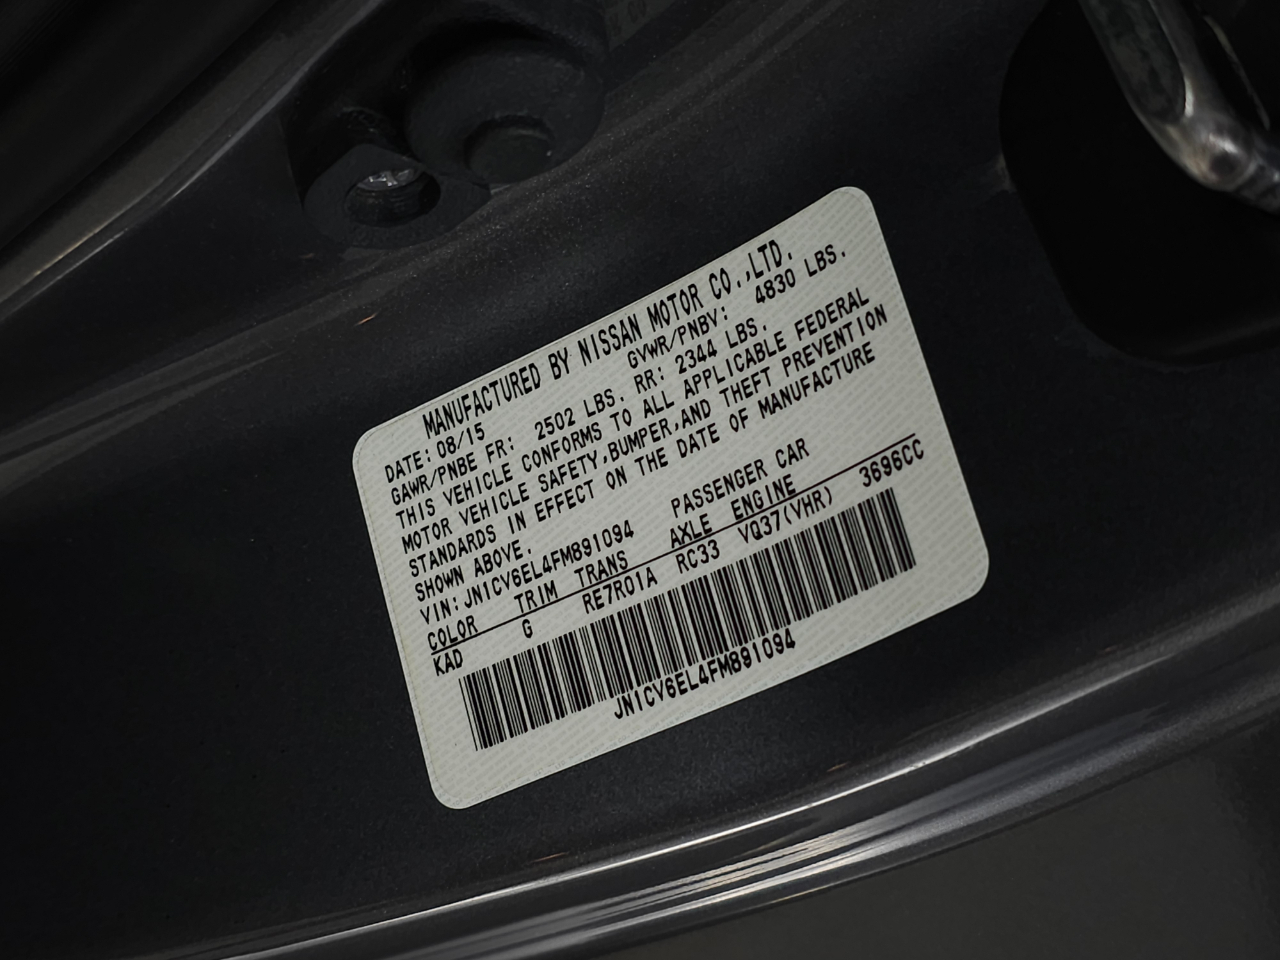 MANUFACTURED BY NISSAN MOTOR CO.,LTD.
DATE: 08/15 GVWR/PNBV: 4830 LBS.
GAWR/PNBE FR: 2502 LBS. RR: 2344 LBS.
THIS VEHICLE CONFORMS TO ALL APPLICABLE FEDERAL
MOTOR VEHICLE SAFETY,BUMPER,AND THEFT PREVENTION
STANDARDS IN EFFECT ON THE DATE OF MANUFACTURE
SHOWN ABOVE.
VIN: JN1CV6EL4FM891094 PASSENGER CAR
COLOR TRIM TRANS AXLE ENGINE
KAD G RE7R01A RC33 VQ37(VHR) 3696CC
JN1CV6EL4FM891094